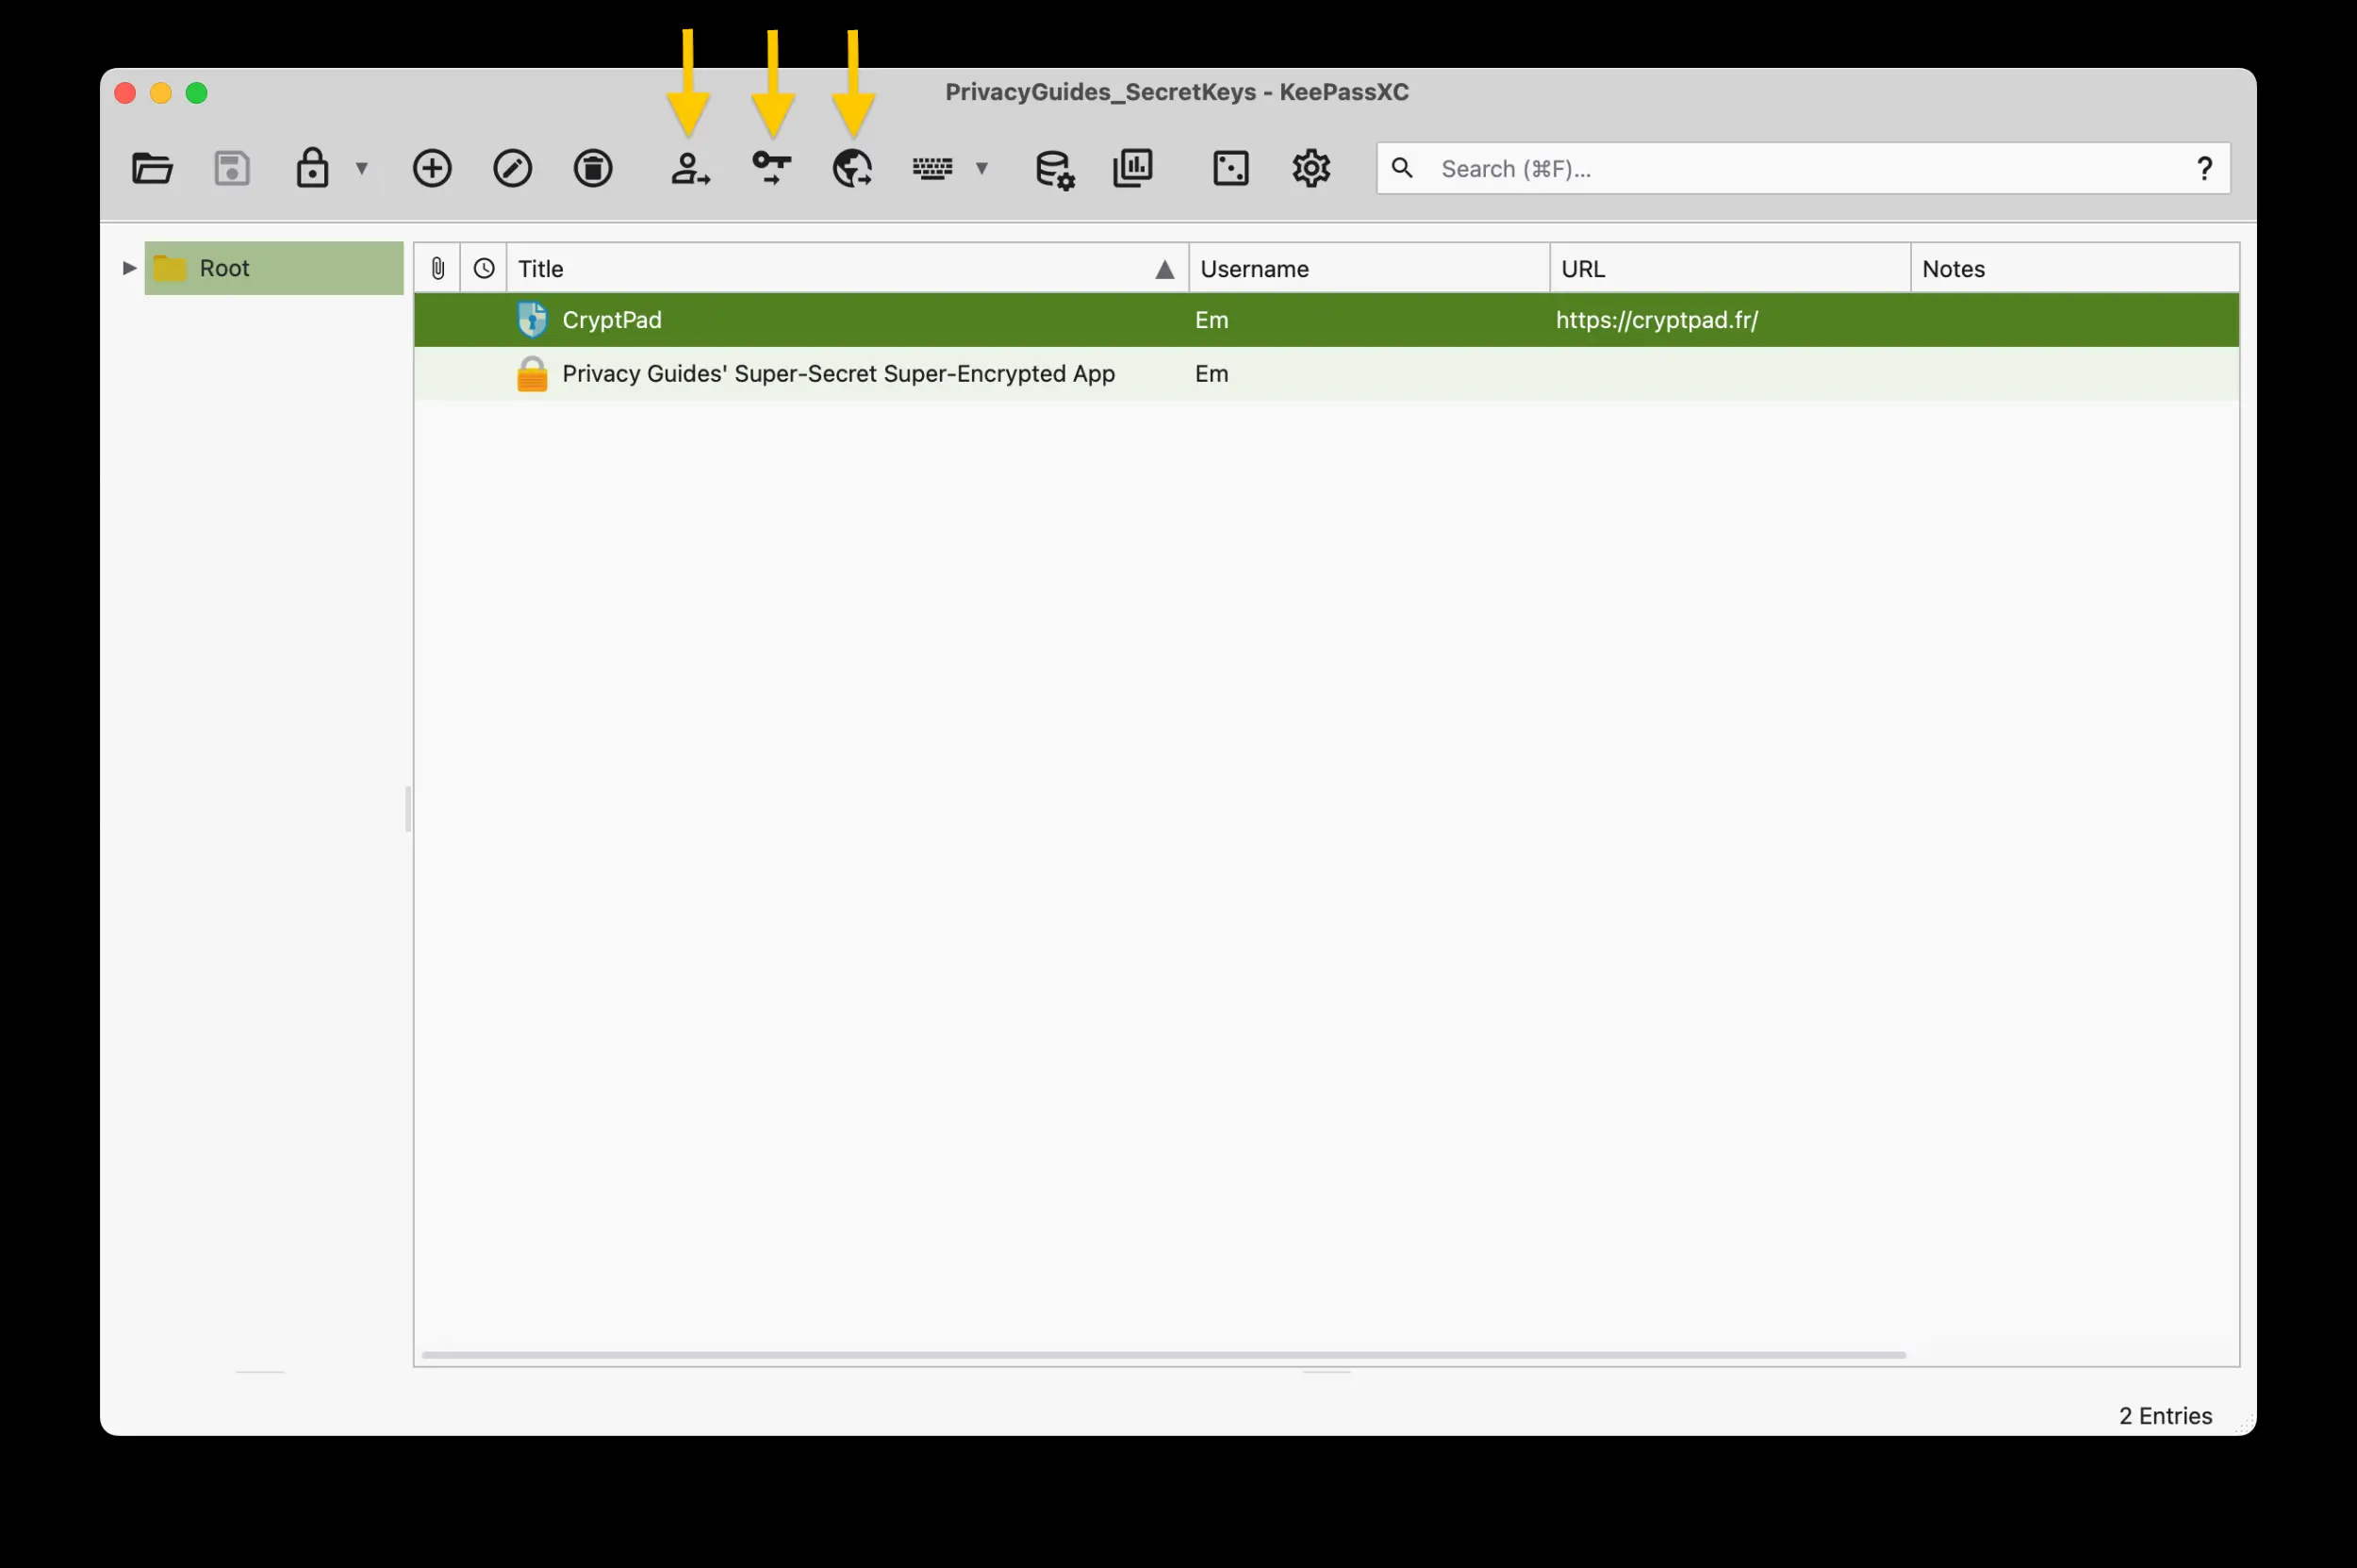 PrivacyGuides_SecretKeys - KeePassXC
Search (⌘F)... ?
Root
Title Username URL Notes
CryptPad Em https://cryptpad.fr/
Privacy Guides' Super-Secret Super-Encrypted App Em
2 Entries